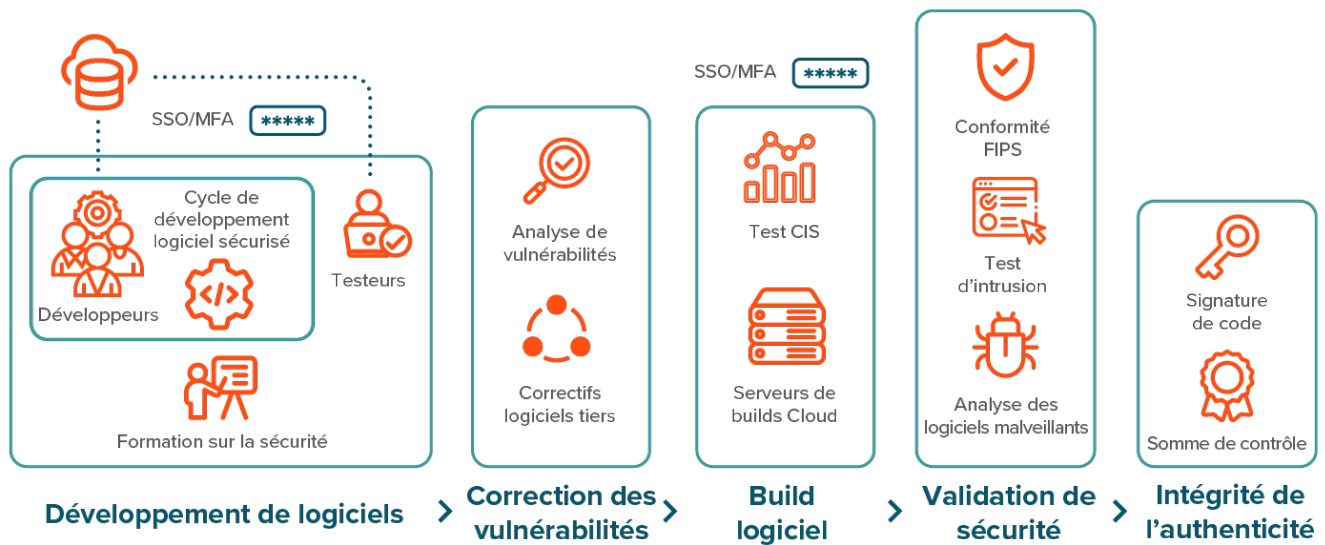 SSO/MFA *****
Cycle de
développement
logiciel sécurisé
Développeurs
Testeurs
Formation sur la sécurité
Développement de logiciels
>
Analyse de
vulnérabilités
Correctifs
logiciels tiers
Correction des
vulnérabilités
>
SSO/MFA *****
Test CIS
Serveurs de
builds Cloud
Build
logiciel
>
Conformité
FIPS
Test
d'intrusion
Analyse des
logiciels malveillants
Validation de
sécurité
>
Signature
de code
Somme de contrôle
Intégrité de
l'authenticité